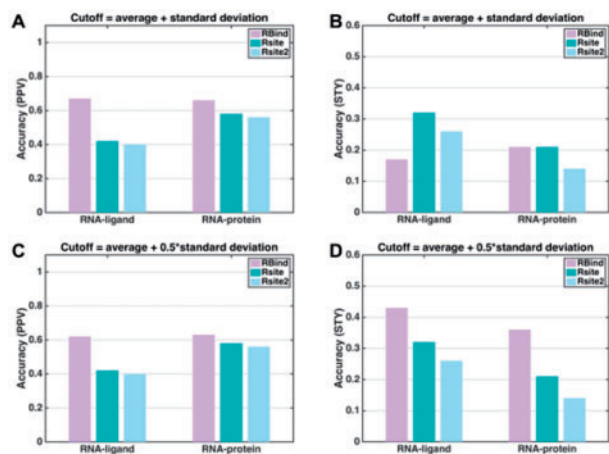 A
Cutoff = average + standard deviation
RBind
Rsite
Rsite2
Accuracy (PPV)
1
0.8
0.6
0.4
0.2
0
RNA-ligand
RNA-protein
B
Cutoff = average + standard deviation
RBind
Rsite
Rsite2
Accuracy (STY)
0.6
0.5
0.4
0.3
0.2
0.1
0
RNA-ligand
RNA-protein
C
Cutoff = average + 0.5*standard deviation
RBind
Rsite
Rsite2
Accuracy (PPV)
1
0.8
0.6
0.4
0.2
0
RNA-ligand
RNA-protein
D
Cutoff = average + 0.5*standard deviation
RBind
Rsite
Rsite2
Accuracy (STY)
0.6
0.5
0.4
0.3
0.2
0.1
0
RNA-ligand
RNA-protein